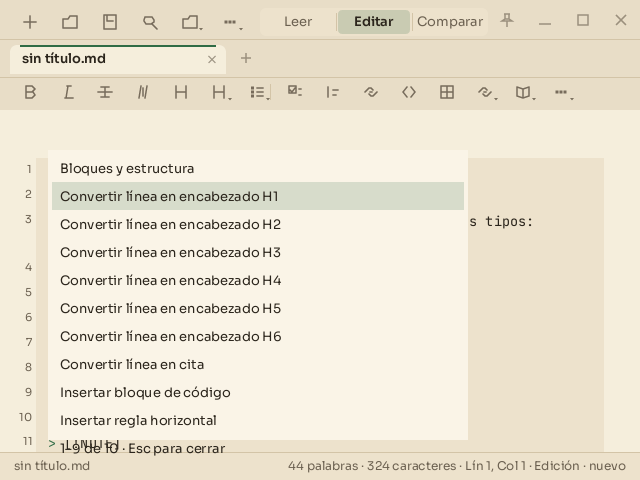 Leer
Editar
Comparar
sin título.md
1
Bloques y estructura
2
Convertir línea en encabezado H1
3
Convertir línea en encabezado H2
s tipos:
Convertir línea en encabezado H3
4
Convertir línea en encabezado H4
5
Convertir línea en encabezado H5
6
Convertir línea en encabezado H6
7
8
Convertir línea en cita
9
Insertar bloque de código
10
Insertar regla horizontal
11
>
1–9 de 10 · Esc para cerrar
sin título.md
44 palabras · 324 caracteres · Lín 1, Col 1 · Edición · nuevo